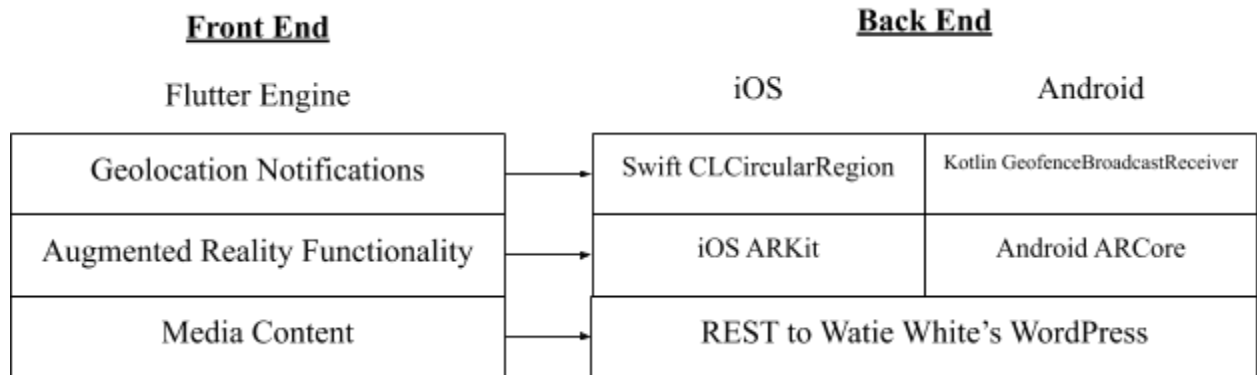 Front End
Back End
Flutter Engine
iOS
Android
Geolocation Notifications
Swift CLCircularRegion
Kotlin GeofenceBroadcastReceiver
Augmented Reality Functionality
iOS ARKit
Android ARCore
Media Content
REST to Watie White's WordPress